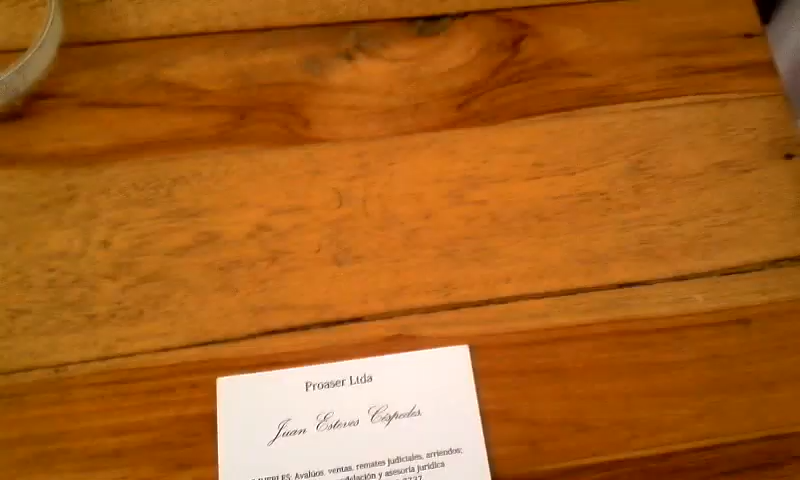 Proaser Ltda
Juan Esteves Céspedes
Avalúos, ventas, remates judiciales, arriendos;
asesoría jurídica